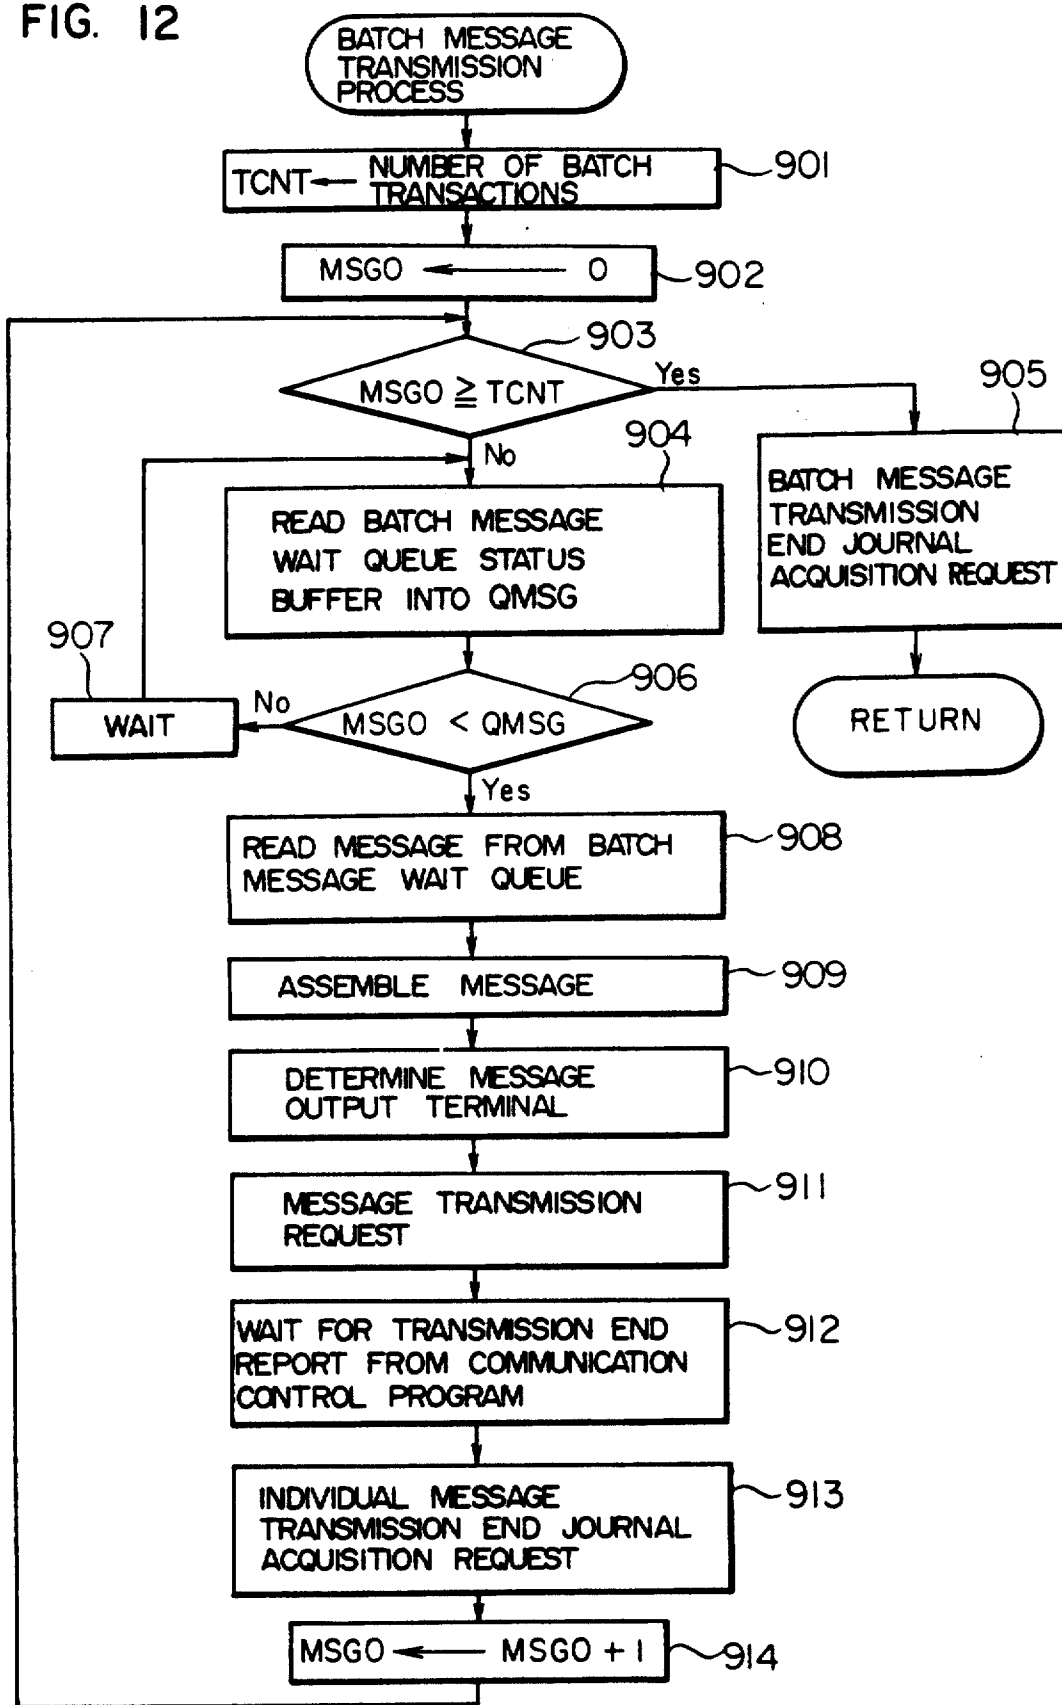 FIG. 12
BATCH MESSAGE
TRANSMISSION
PROCESS
TCNT← NUMBER OF BATCH
TRANSACTIONS
901
MSGO ← 0
902
903
MSGO ≧ TCNT
Yes
No
904
905
READ BATCH MESSAGE
WAIT QUEUE STATUS
BUFFER INTO QMSG
BATCH MESSAGE
TRANSMISSION
END JOURNAL
ACQUISITION REQUEST
RETURN
907
WAIT
No
906
MSGO < QMSG
Yes
READ MESSAGE FROM BATCH
MESSAGE WAIT QUEUE
908
ASSEMBLE MESSAGE
909
DETERMINE MESSAGE
OUTPUT TERMINAL
910
MESSAGE TRANSMISSION
REQUEST
911
WAIT FOR TRANSMISSION END
REPORT FROM COMMUNICATION
CONTROL PROGRAM
912
INDIVIDUAL MESSAGE
TRANSMISSION END JOURNAL
ACQUISITION REQUEST
913
MSGO ← MSGO + 1
914